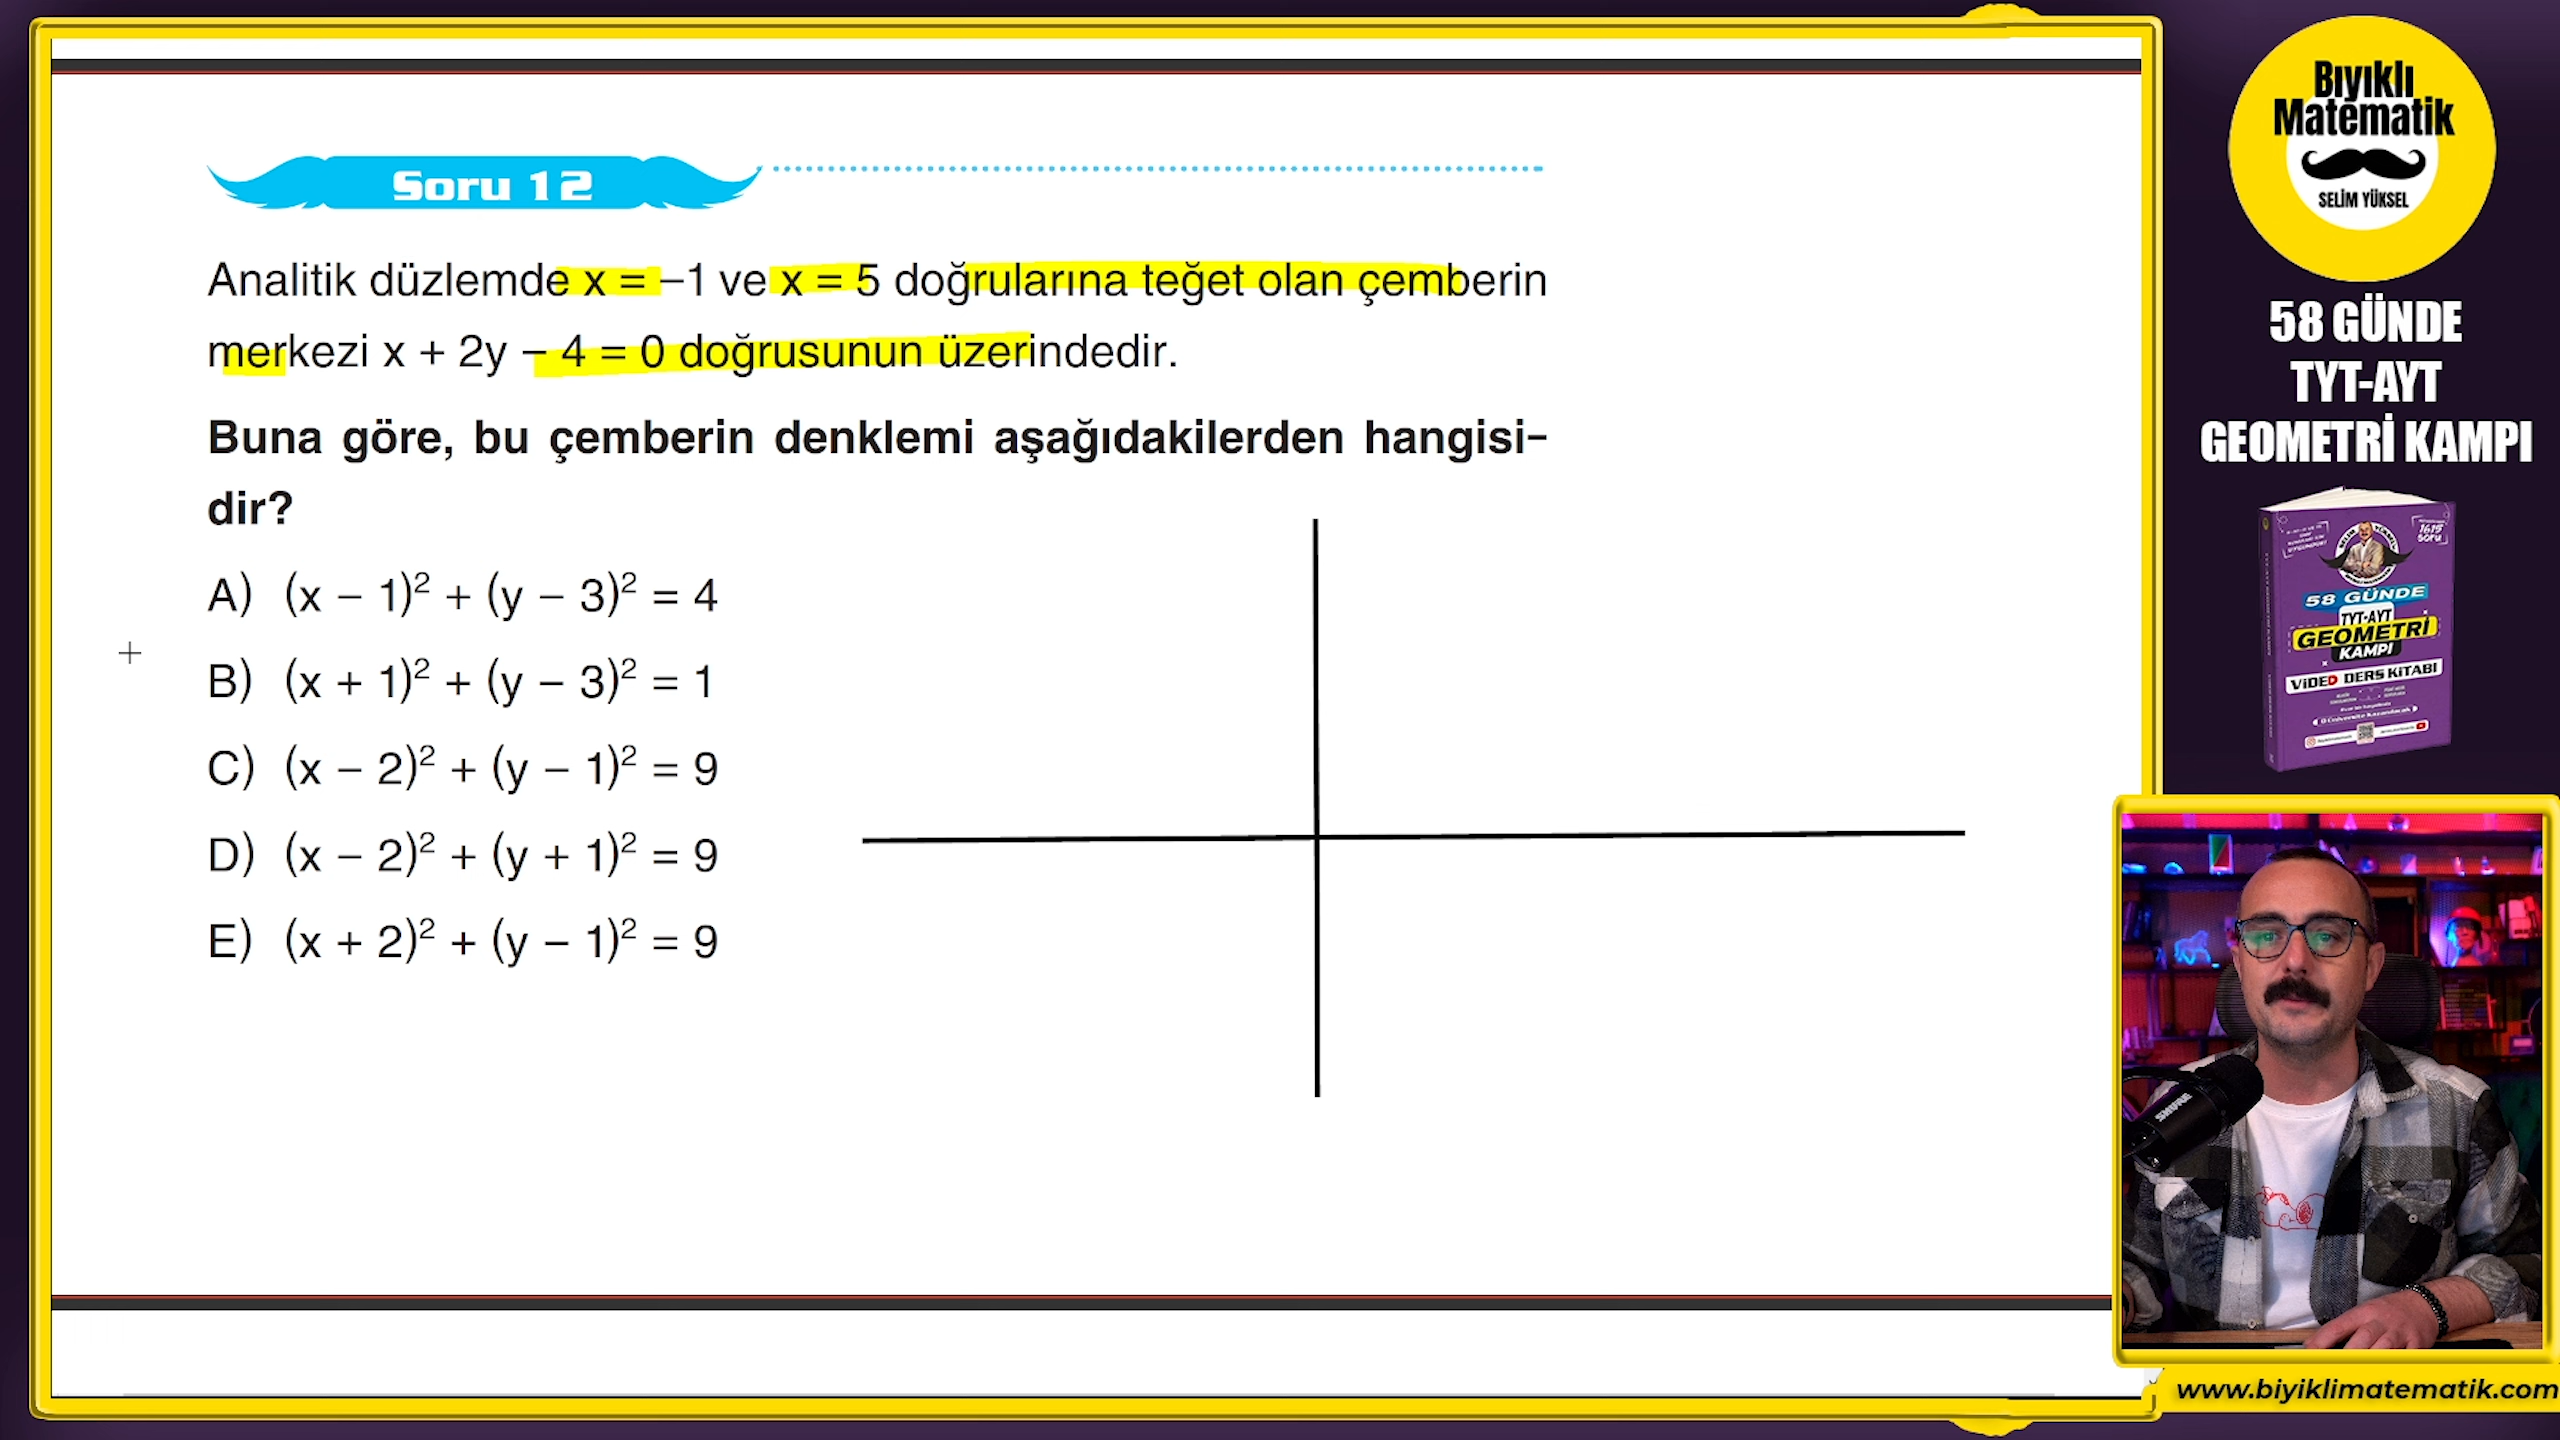 Soru 12
Analitik düzlemde x = –1 ve x = 5 doğrularına teğet olan çemberin
merkezi x + 2y – 4 = 0 doğrusunun üzerindedir.
Buna göre, bu çemberin denklemi aşağıdakilerden hangisi-
dir?
A) (x – 1)² + (y – 3)² = 4
B) (x + 1)² + (y – 3)² = 1
C) (x – 2)² + (y – 1)² = 9
D) (x – 2)² + (y + 1)² = 9
E) (x + 2)² + (y – 1)² = 9
Bıyıklı
Matematik
SELİM YÜKSEL
58 GÜNDE
TYT-AYT
GEOMETRİ KAMPI
1615
SORU
58 GÜNDE
TYT-AYT
GEOMETRİ
KAMPI
VİDEO DERS KİTABI
SHURE
www.biyiklimatematik.com